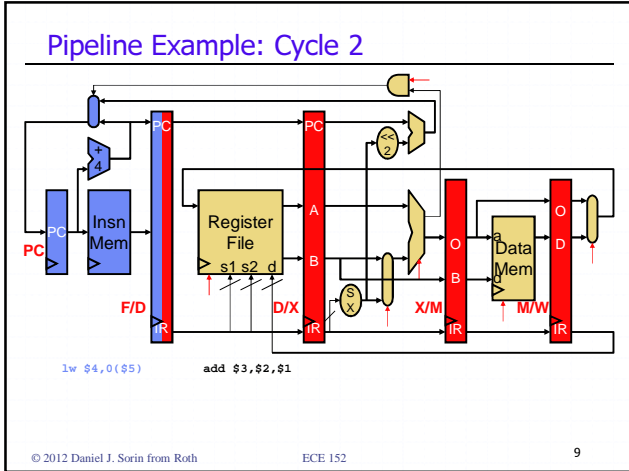 Pipeline Example: Cycle 2
PC
PC
<<
2
+
4
PC
PC
Insn
Mem
Register
File
s1 s2 d
A
B
S
X
O
B
a
d
Data
Mem
O
D
F/D
D/X
X/M
M/W
IR
IR
IR
IR
lw $4,0($5)
add $3,$2,$1
© 2012 Daniel J. Sorin from Roth
ECE 152
9